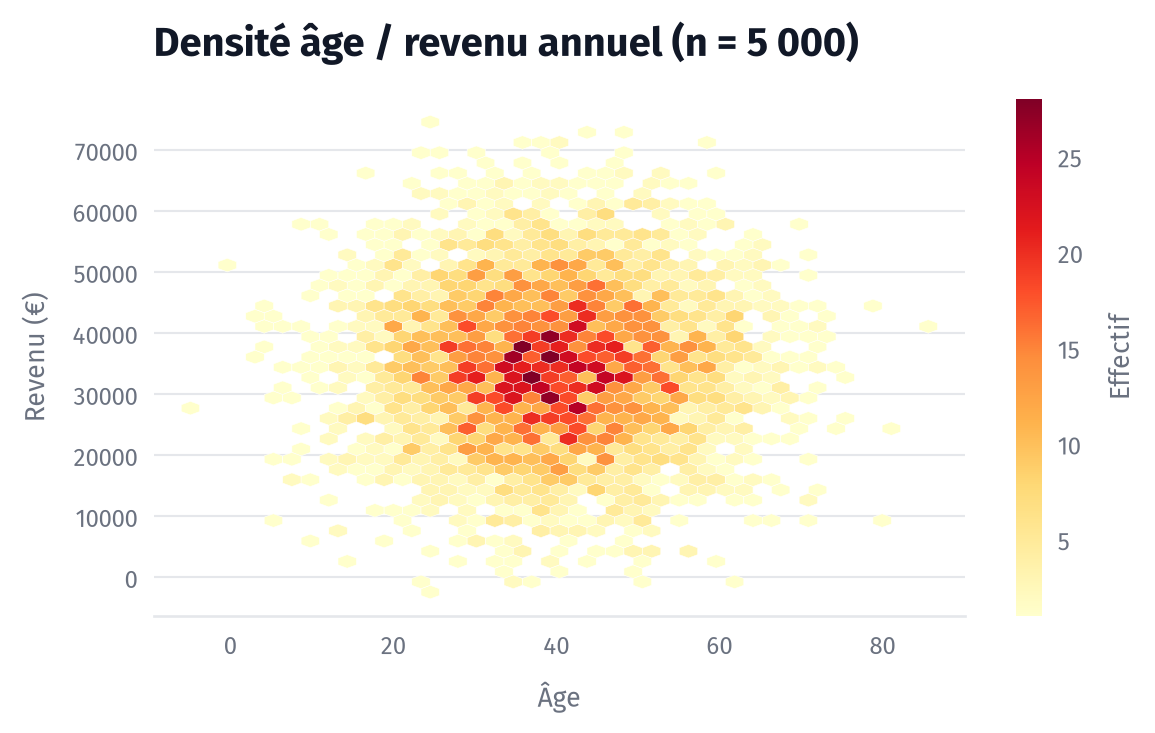 Densité âge / revenu annuel (n = 5 000)
70000
60000
50000
40000
30000
20000
10000
0
Revenu (€)
0 20 40 60 80
Âge
25
20
15
10
5
Effectif